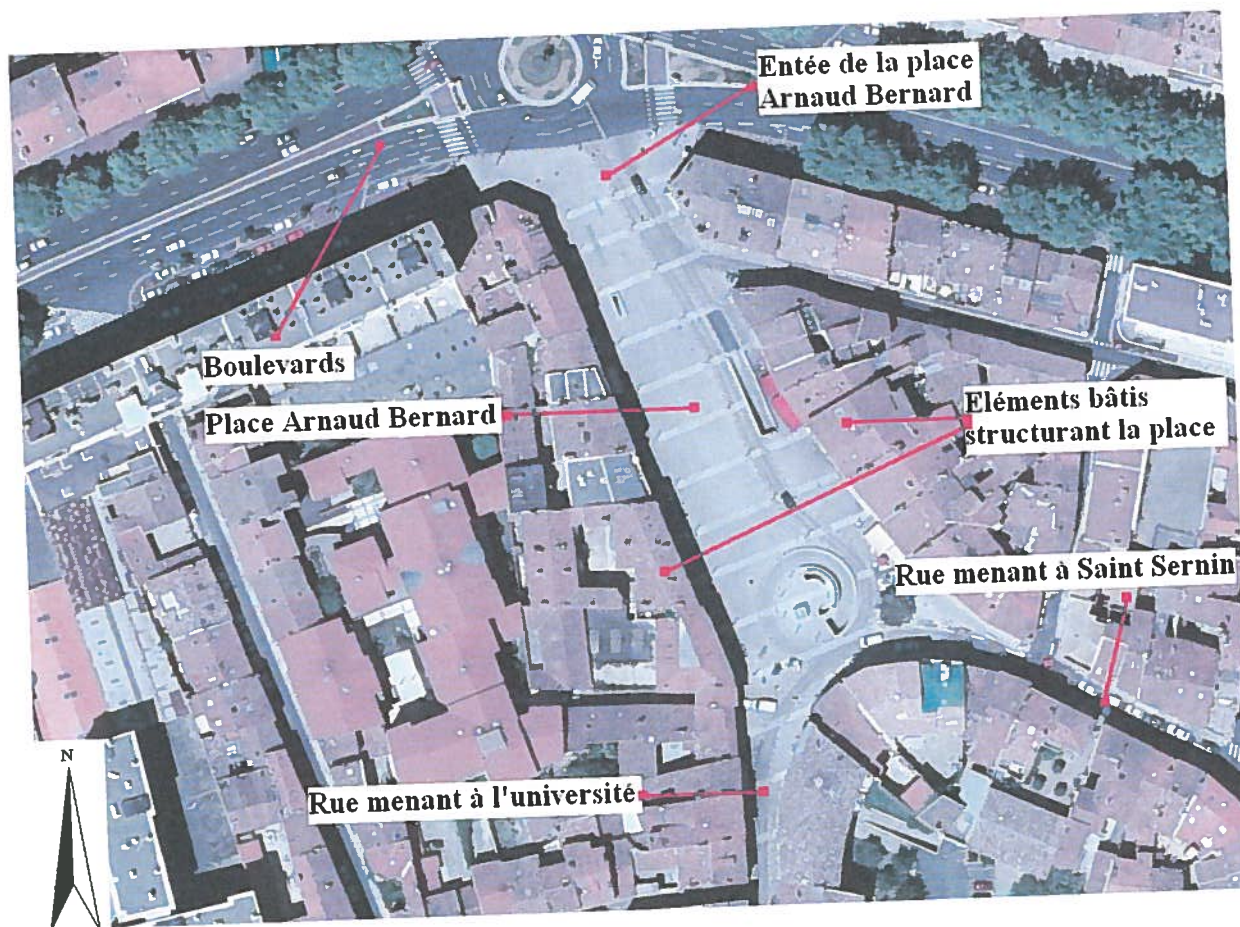 Entée de la place
Arnaud Bernard
Boulevards
Place Arnaud Bernard
Eléments bâtis
structurant la place
Rue menant à Saint Sernin
Rue menant à l'université
N